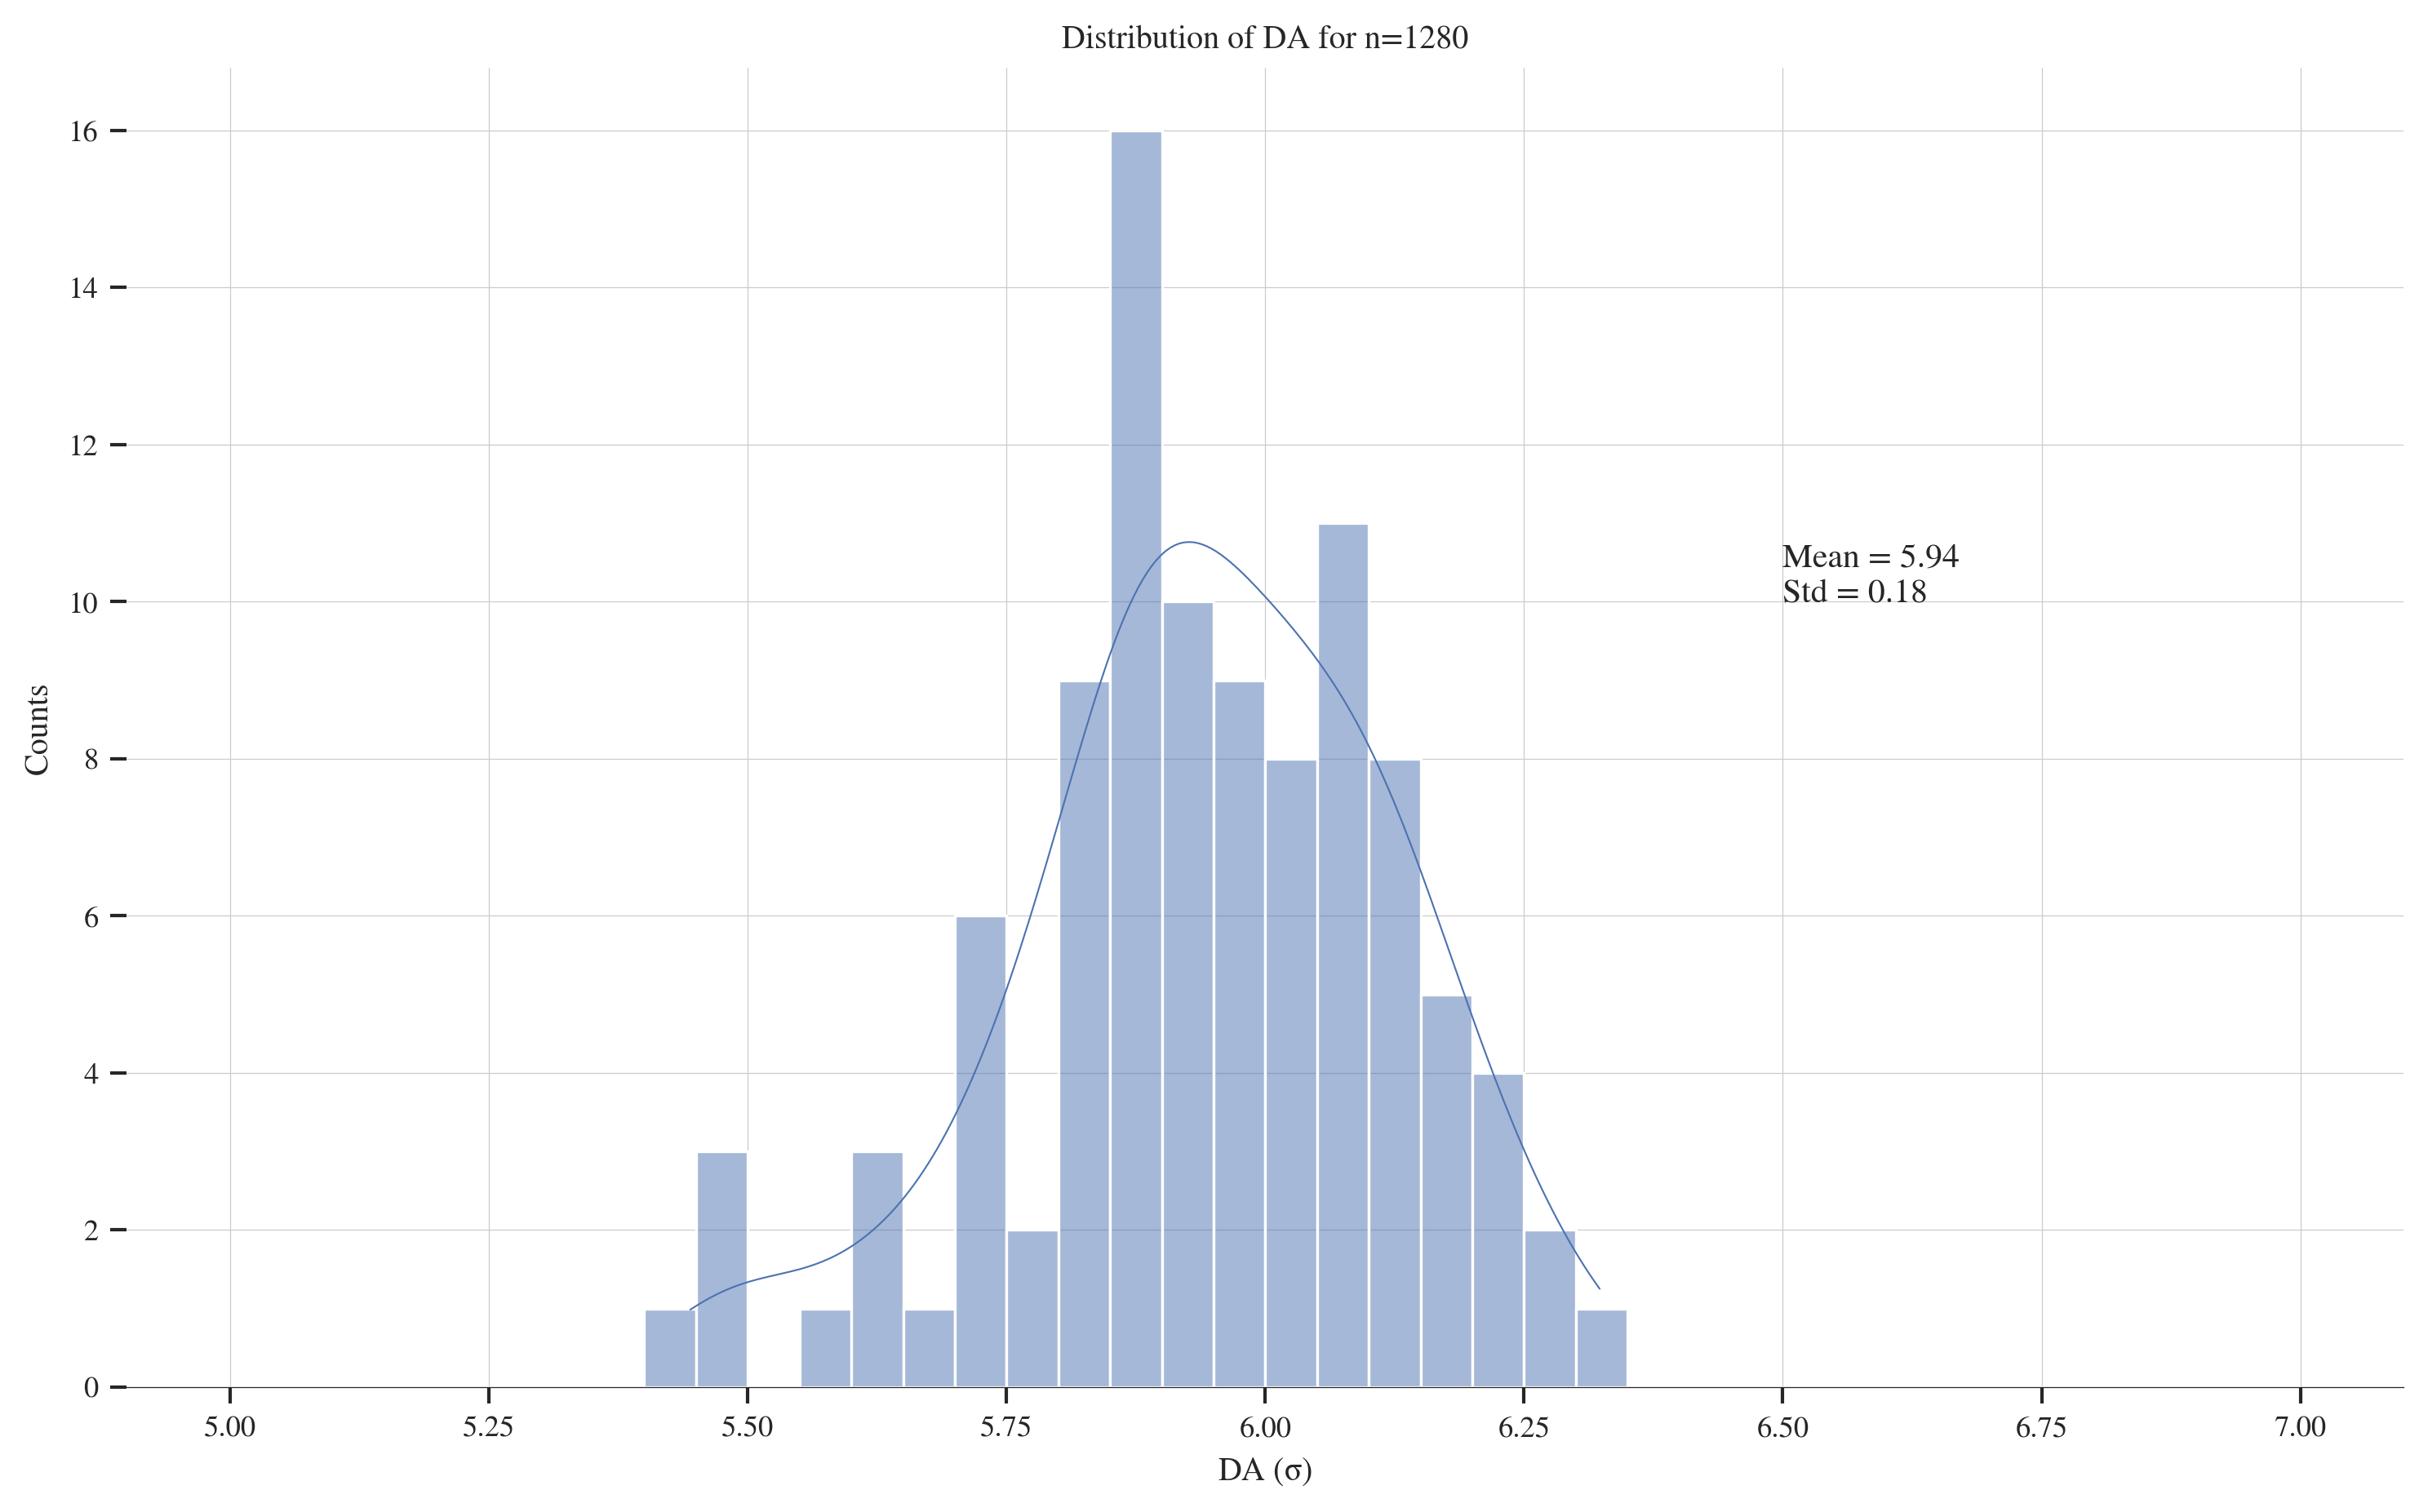 Distribution of DA for n=1280
16
14
12
10
8
6
4
2
0
Counts
Mean = 5.94
Std = 0.18
5.00 5.25 5.50 5.75 6.00 6.25 6.50 6.75 7.00
DA (σ)